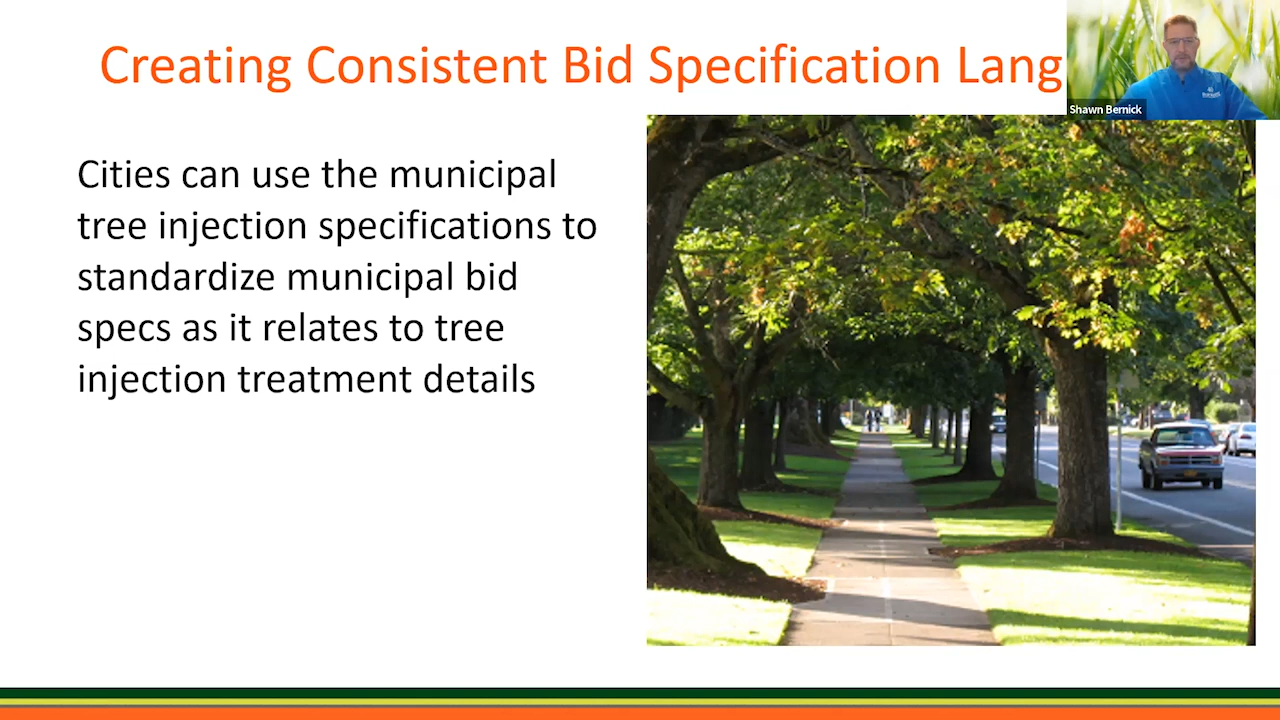 Creating Consistent Bid Specification Lang
Shawn Bernick
Cities can use the municipal
tree injection specifications to
standardize municipal bid
specs as it relates to tree
injection treatment details